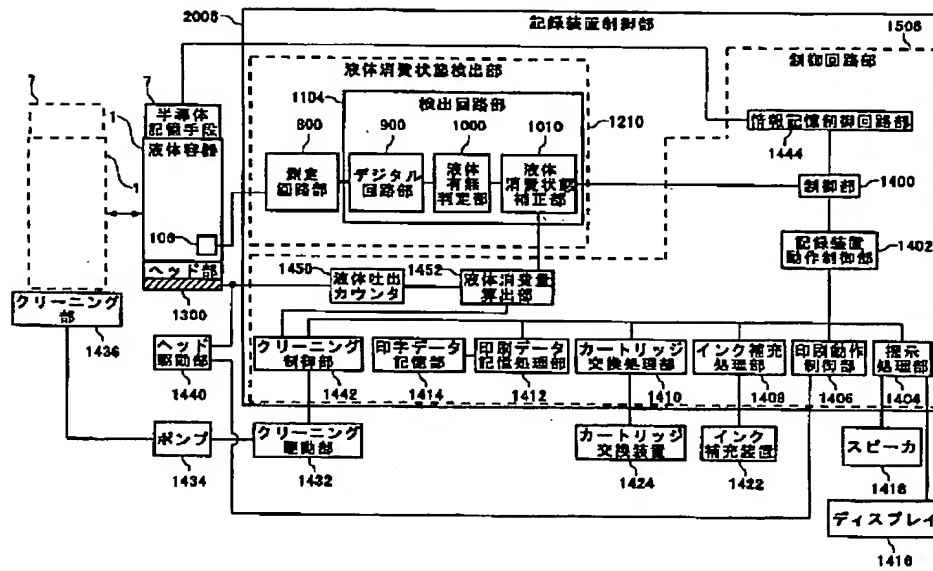 2006
記録装置制御部
1506
制御回路部
液体消費状態検出部
7
7
1104
検出回路部
1210
半導体
記憶手段
1
液体容器
800
900
1000
1010
情報記憶制御回路部
1444
測定
回路部
デジタル
回路部
液体
有無
判定部
液体
消費状態
補正部
1
制御部
1400
106
記録装置
動作制御部
1402
ヘッド部
1300
1450
液体吐出
カウンタ
1452
液体消費量
算出部
クリーニング
部
1436
ヘッド
駆動部
1440
クリーニング
制御部
1442
印字データ
記憶部
1414
印刷データ
記憶処理部
1412
カートリッジ
交換処理部
1410
インク補充
処理部
1408
印刷動作
制御部
1406
提示
処理部
1404
ポンプ
1434
クリーニング
駆動部
1432
カートリッジ
交換装置
1424
インク
補充装置
1422
スピーカ
1418
ディスプレイ
1416